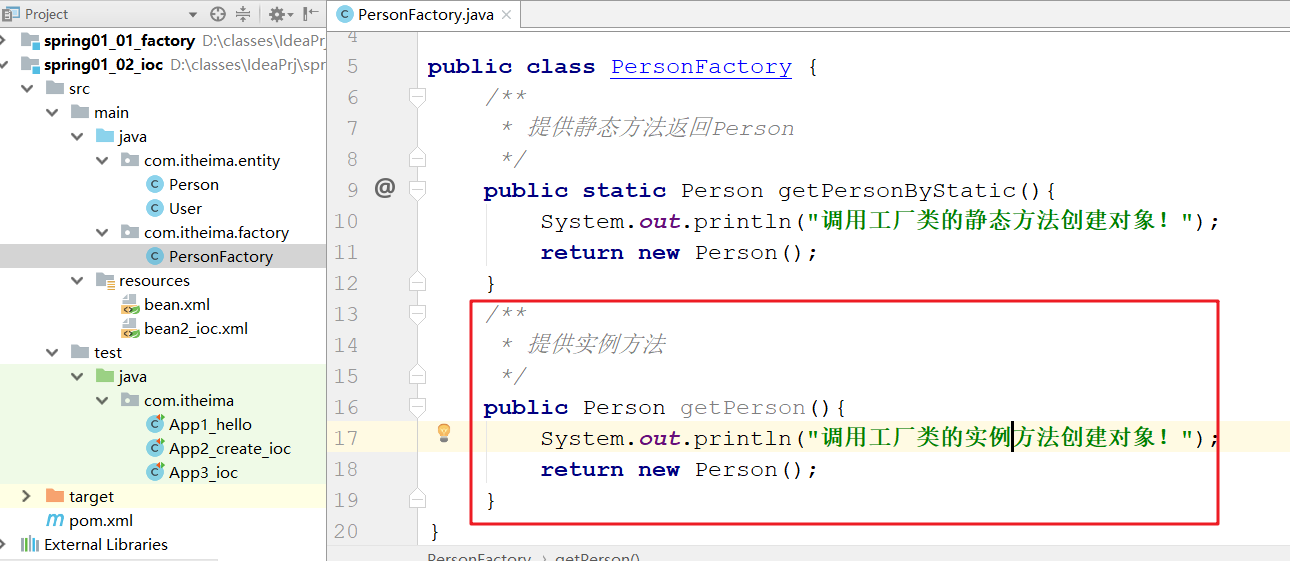 Project
spring01_01_factory D:\classes\IdeaPrj
spring01_02_ioc D:\classes\IdeaPrj\spr
src
main
java
com.itheima.entity
Person
User
com.itheima.factory
PersonFactory
resources
bean.xml
bean2_ioc.xml
test
java
com.itheima
App1_hello
App2_create_ioc
App3_ioc
target
pom.xml
External Libraries
PersonFactory.java
4
5 public class PersonFactory {
6 /**
7 * 提供静态方法返回Person
8 */
9 public static Person getPersonByStatic(){
10 System.out.println("调用工厂类的静态方法创建对象！");
11 return new Person();
12 }
13 /**
14 * 提供实例方法
15 */
16 public Person getPerson(){
17 System.out.println("调用工厂类的实例方法创建对象！");
18 return new Person();
19 }
20 }
PersonFactory › getPerson()